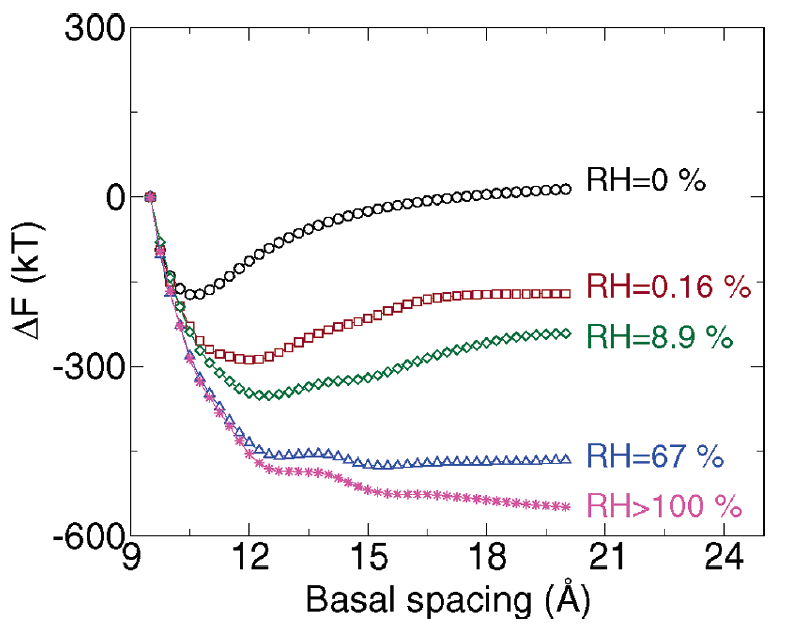 300
0
-300
-600
ΔF (kT)
RH=0 %
RH=0.16 %
RH=8.9 %
RH=67 %
RH>100 %
9 12 15 18 21 24
Basal spacing (Å)